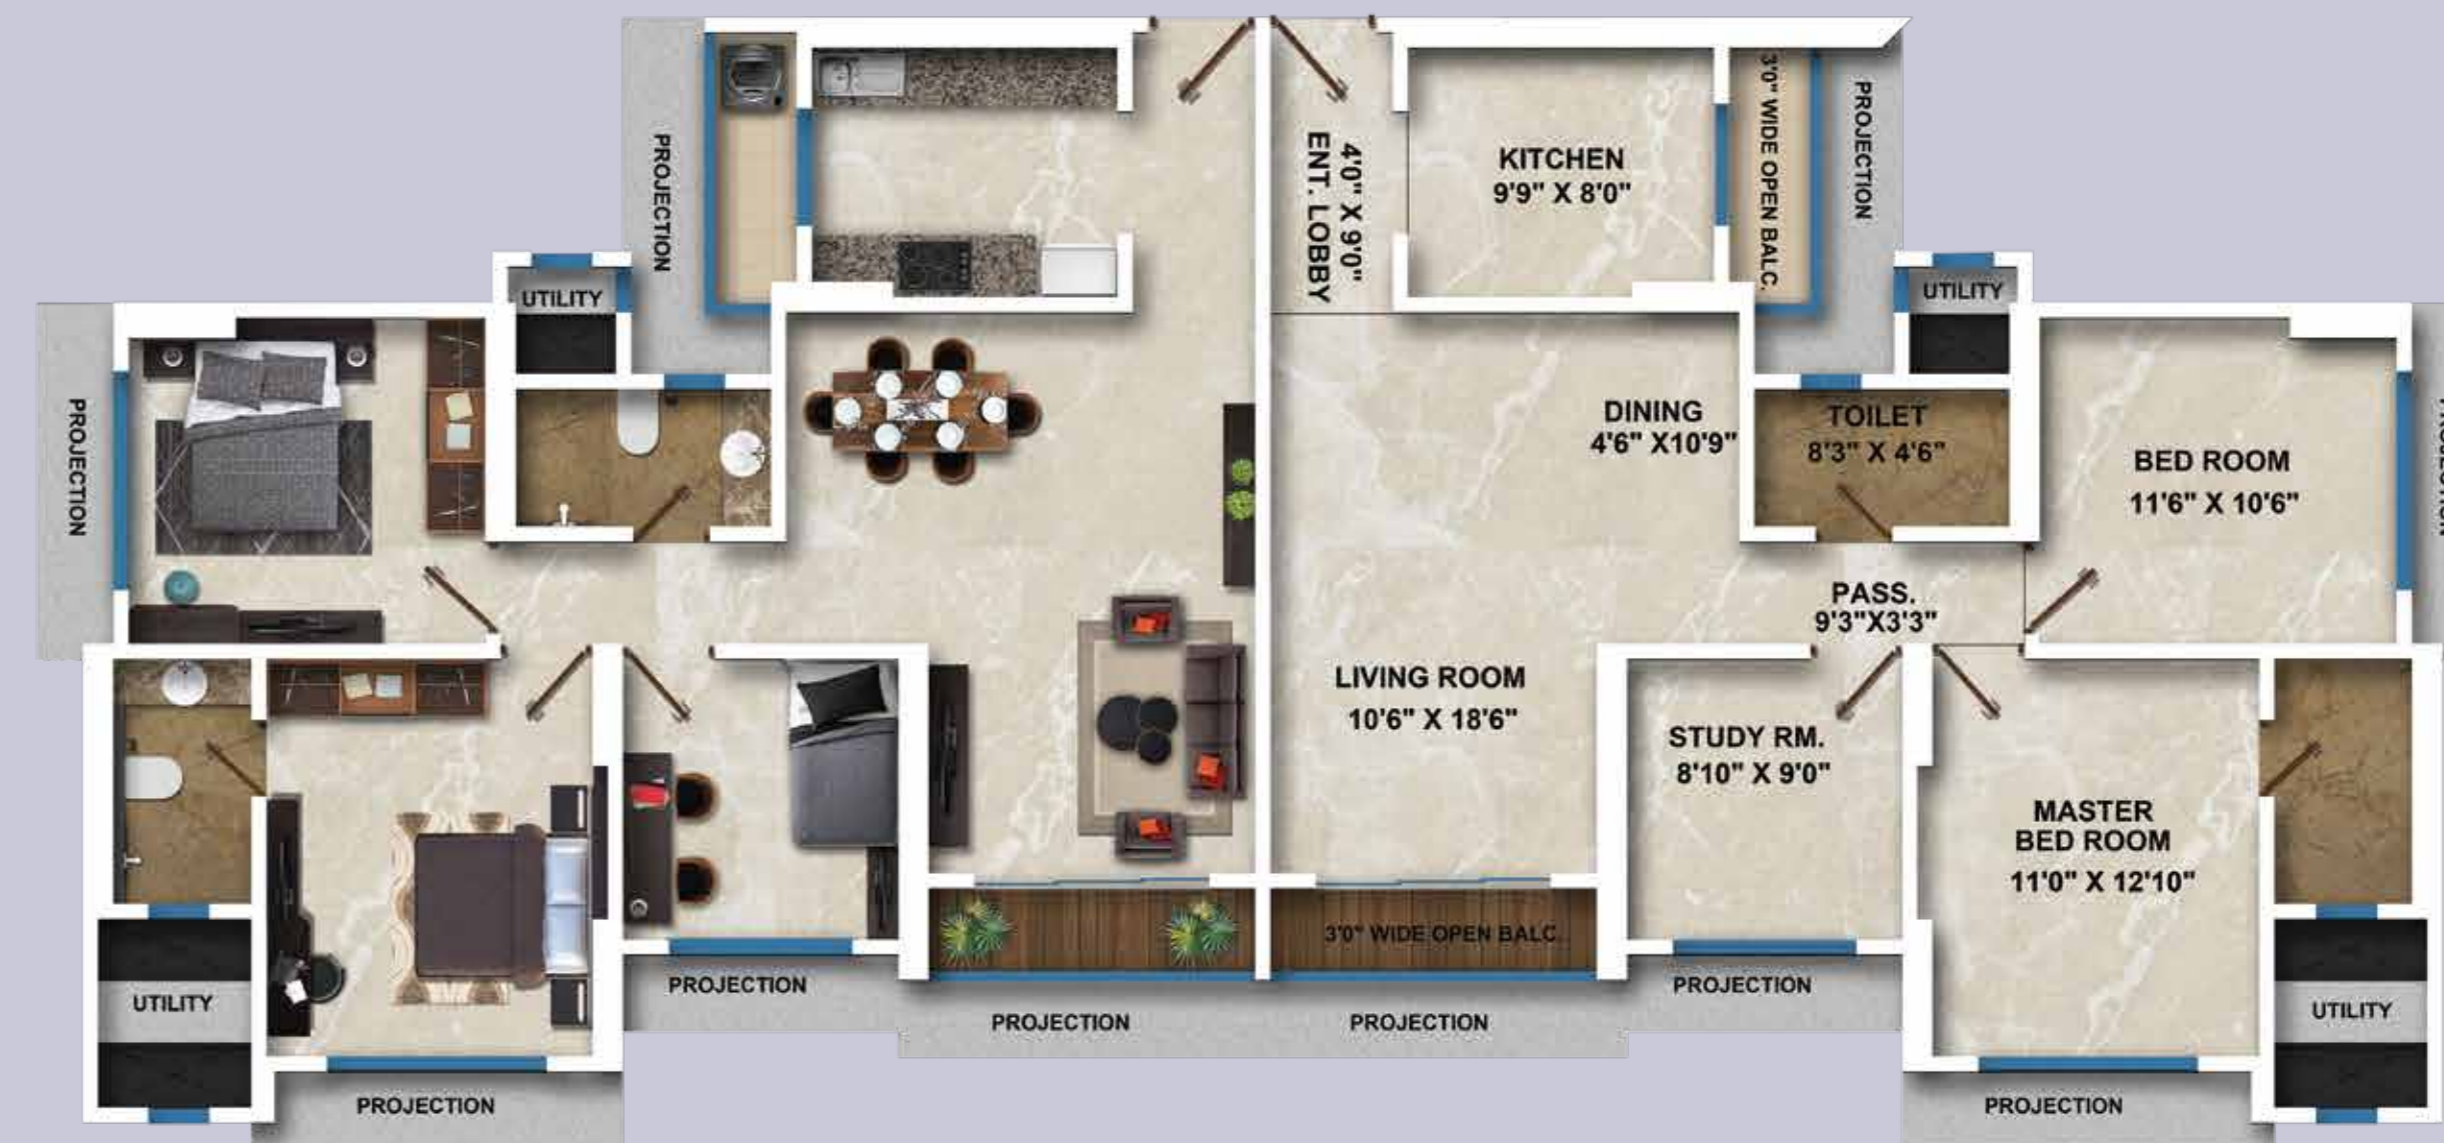 PROJECTION
UTILITY
PROJECTION
UTILITY
PROJECTION
PROJECTION
PROJECTION
4'0" X 9'0"
ENT. LOBBY
KITCHEN
9'9" X 8'0"
3'0" WIDE OPEN BALC.
PROJECTION
UTILITY
DINING
4'6" X10'9"
TOILET
8'3" X 4'6"
BED ROOM
11'6" X 10'6"
PROJECTION
PASS.
9'3"X3'3"
LIVING ROOM
10'6" X 18'6"
STUDY RM.
8'10" X 9'0"
MASTER
BED ROOM
11'0" X 12'10"
3'0" WIDE OPEN BALC.
PROJECTION
PROJECTION
UTILITY
PROJECTION